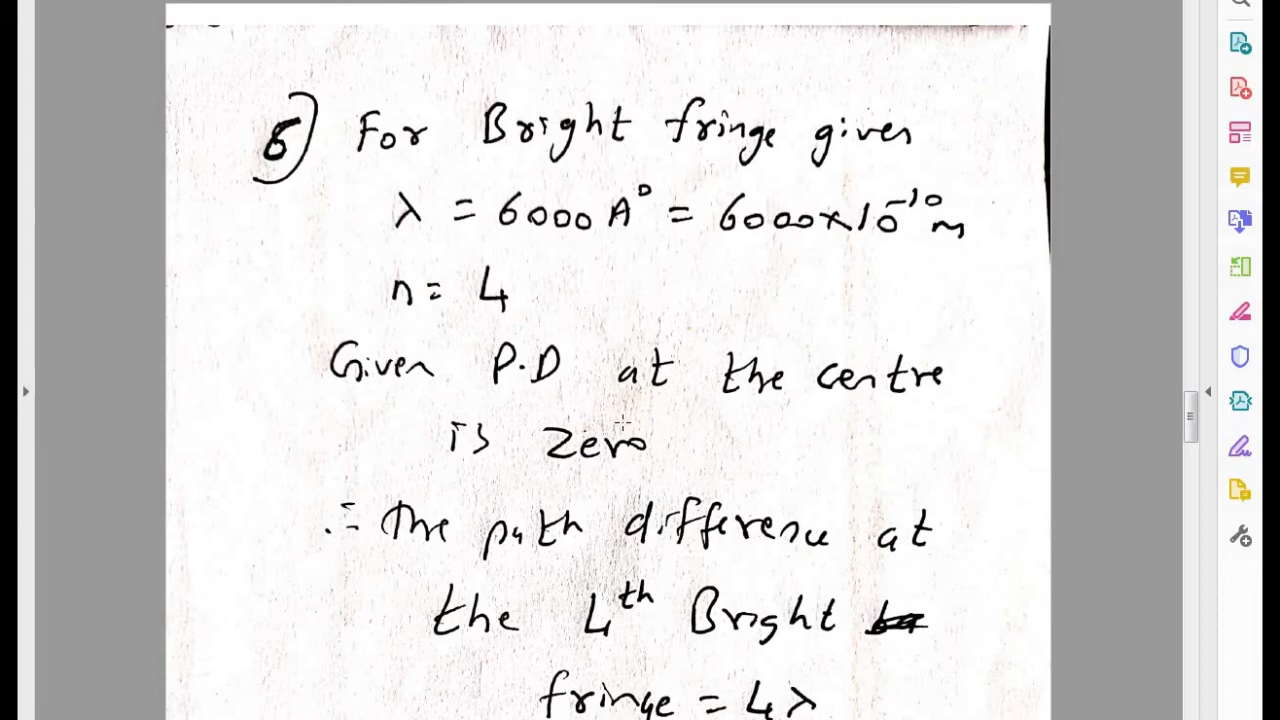 6) For Bright fringe given
λ = 6000 A° = 6000×10⁻¹⁰ m
n = 4
Given P.D at the centre
is zero
∴ The path difference at
the 4th Bright
fringe = 4λ